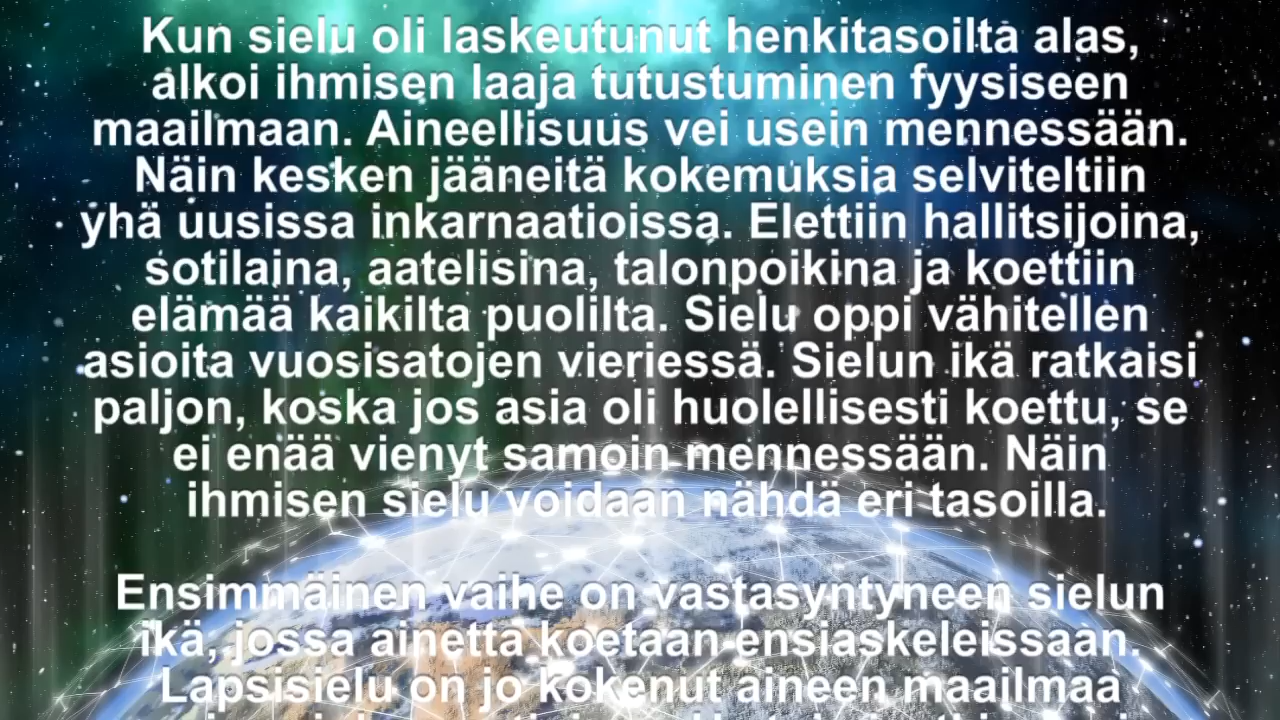 Kun sielu oli laskeutunut henkitasoilta alas,
alkoi ihmisen laaja tutustuminen fyysiseen
maailmaan. Aineellisuus vei usein mennessään.
Näin kesken jääneitä kokemuksia selviteltiin
yhä uusissa inkarnaatioissa. Elettiin hallitsijoina,
sotilaina, aatelisina, talonpoikina ja koettiin
elämää kaikilta puolilta. Sielu oppi vähitellen
asioita vuosisatojen vieriessä. Sielun ikä ratkaisi
paljon, koska jos asia oli huolellisesti koettu, se
ei enää vienyt samoin mennessään. Näin
ihmisen sielu voidaan nähdä eri tasoilla.
Ensimmäinen vaihe on vastasyntyneen sielun
ikä, jossa ainetta koetaan ensiaskeleissaan.
Lapsisielu on jo kokenut aineen maailmaa